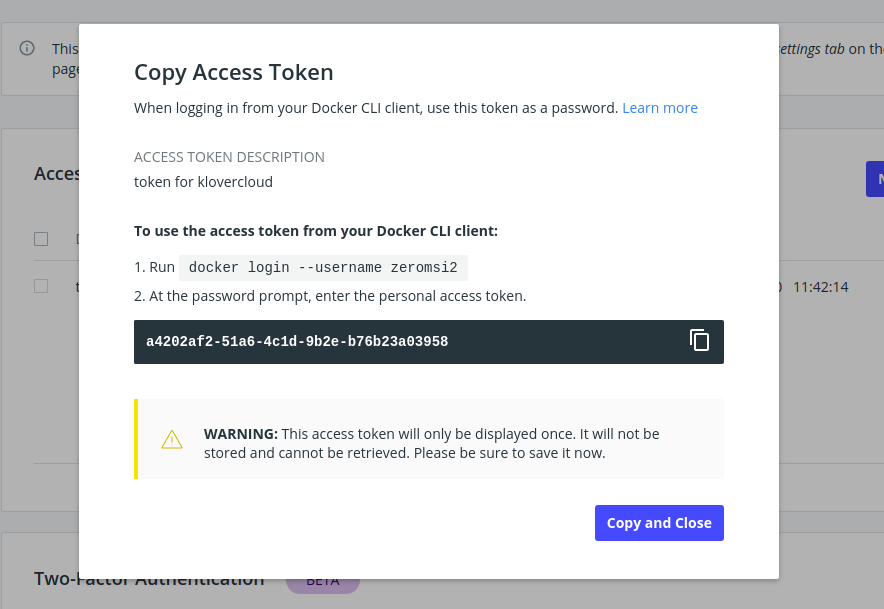 This
ettings tab on the
page
Copy Access Token
When logging in from your Docker CLI client, use this token as a password. Learn more
ACCESS TOKEN DESCRIPTION
token for klovercloud
To use the access token from your Docker CLI client:
1. Run docker login --username zeromsi2
2. At the password prompt, enter the personal access token.
11:42:14
a4202af2-51a6-4c1d-9b2e-b76b23a03958
WARNING: This access token will only be displayed once. It will not be
stored and cannot be retrieved. Please be sure to save it now.
Copy and Close
Two-Factor Authentication BETA